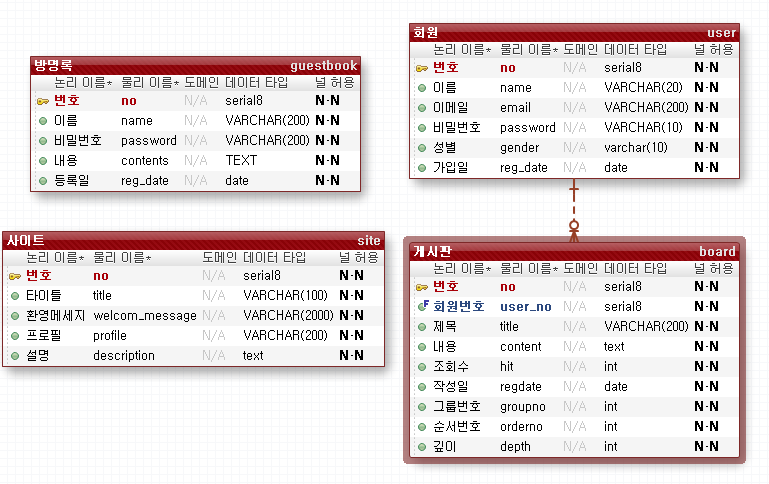 방명록 guestbook
논리 이름* 물리 이름* 도메인 데이터 타입 널 허용
번호 no N/A serial8 N-N
이름 name N/A VARCHAR(200) N-N
비밀번호 password N/A VARCHAR(200) N-N
내용 contents N/A TEXT N-N
등록일 reg_date N/A date N-N
회원 user
논리 이름* 물리 이름* 도메인 데이터 타입 널 허용
번호 no N/A serial8 N-N
이름 name N/A VARCHAR(20) N-N
이메일 email N/A VARCHAR(200) N-N
비밀번호 password N/A VARCHAR(10) N-N
성별 gender N/A varchar(10) N-N
가입일 reg_date N/A date N-N
사이트 site
논리 이름* 물리 이름* 도메인 데이터 타입 널 허용
번호 no N/A serial8 N-N
타이틀 title N/A VARCHAR(100) N-N
환영메세지 welcom_message N/A VARCHAR(2000) N-N
프로필 profile N/A VARCHAR(200) N-N
설명 description N/A text N-N
게시판 board
논리 이름* 물리 이름* 도메인 데이터 타입 널 허용
번호 no N/A serial8 N-N
F 회원번호 user_no N/A serial8 N-N
제목 title N/A VARCHAR(200) N-N
내용 content N/A text N-N
조회수 hit N/A int N-N
작성일 regdate N/A date N-N
그룹번호 groupno N/A int N-N
순서번호 orderno N/A int N-N
깊이 depth N/A int N-N